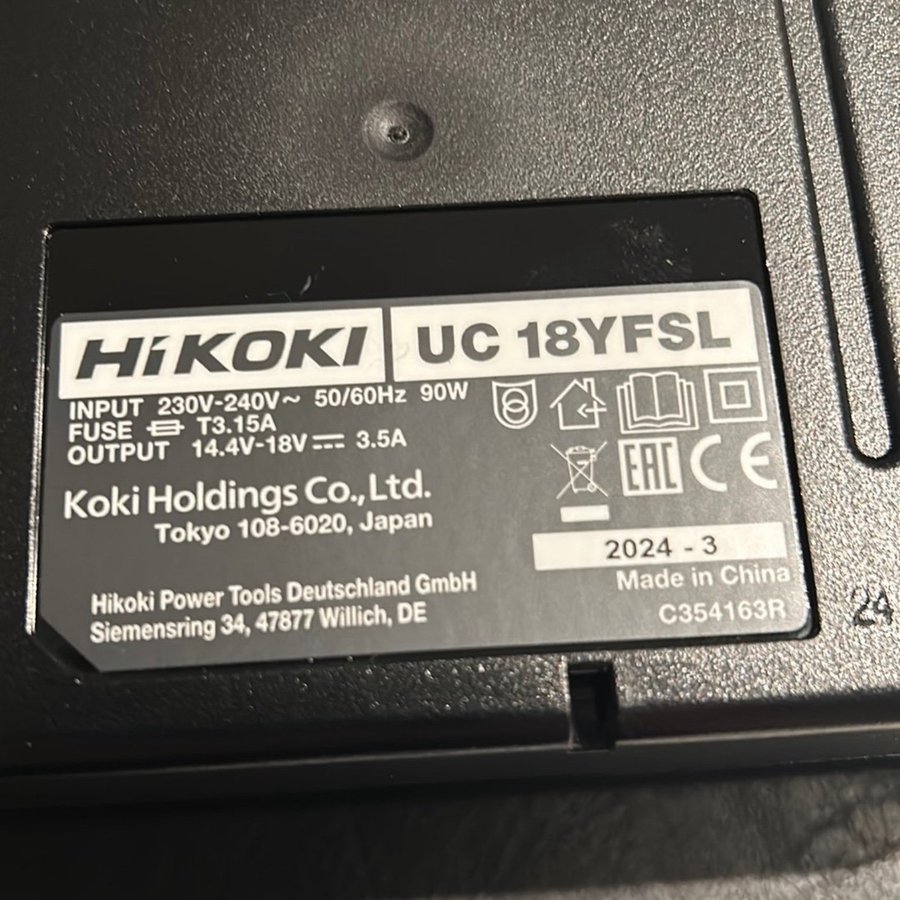 HiKOKI
UC 18YFSL
INPUT 230V-240V~ 50/60Hz 90W
FUSE T3.15A
OUTPUT 14.4V-18V⎓ 3.5A
EAC CE
Koki Holdings Co.,Ltd.
Tokyo 108-6020, Japan
2024 - 3
Made in China
Hikoki Power Tools Deutschland GmbH
Siemensring 34, 47877 Willich, DE
C354163R
24